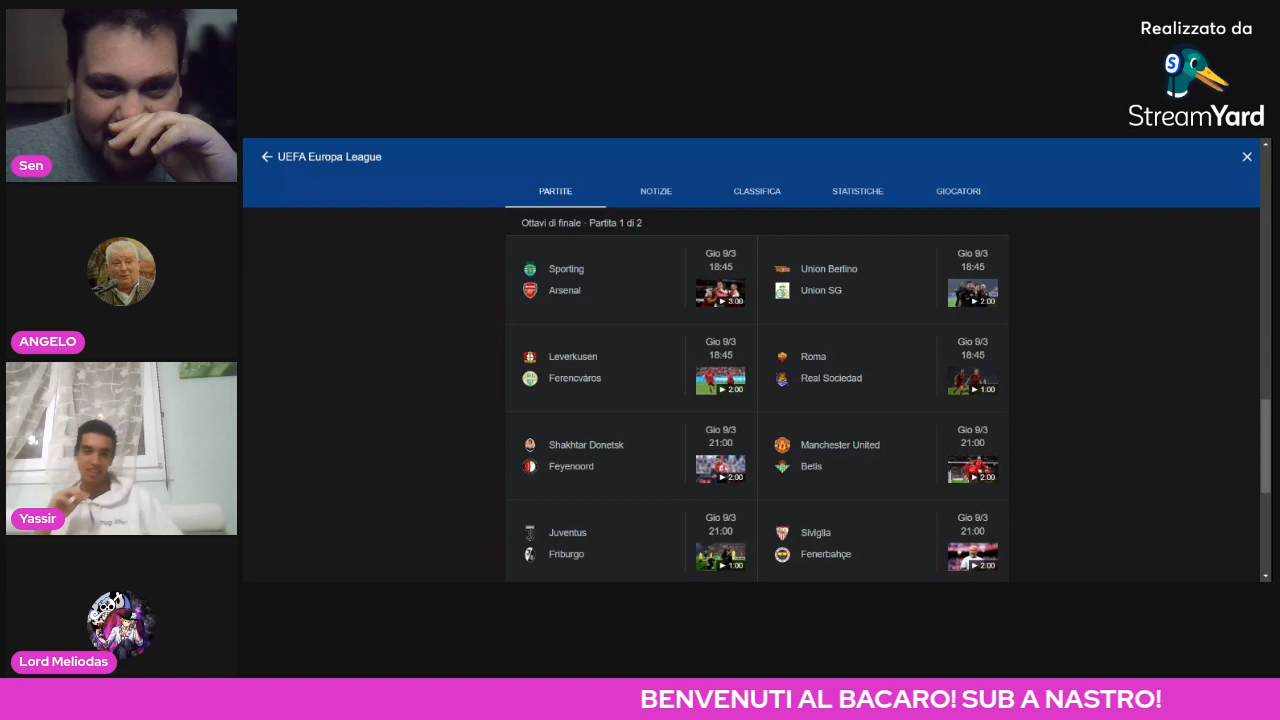 Realizzato da
S
StreamYard
Sen
ANGELO
Yassir
Lord Meliodas
UEFA Europa League
PARTITE
NOTIZIE
CLASSIFICA
STATISTICHE
GIOCATORI
Ottavi di finale · Partita 1 di 2
Sporting
Arsenal
Gio 9/3
18:45
3:00
Union Berlino
Union SG
Gio 9/3
18:45
2:00
Leverkusen
Ferencváros
Gio 9/3
18:45
2:00
Roma
Real Sociedad
Gio 9/3
18:45
1:00
Shakhtar Donetsk
Feyenoord
Gio 9/3
21:00
2:00
Manchester United
Betis
Gio 9/3
21:00
2:00
Juventus
Friburgo
Gio 9/3
21:00
1:00
Siviglia
Fenerbahçe
Gio 9/3
21:00
2:00
BENVENUTI AL BACARO! SUB A NASTRO!